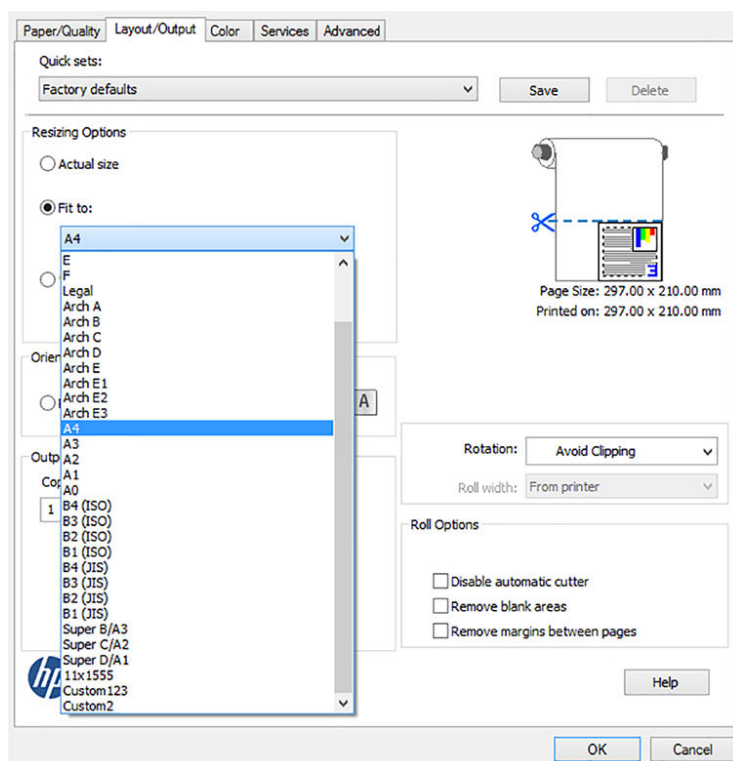 Paper/Quality Layout/Output Color Services Advanced
Quick sets:
Factory defaults
Save
Delete
Resizing Options
Actual size
Fit to:
A4
E
F
Legal
Arch A
Arch B
Arch C
Arch D
Arch E
Arch E1
Arch E2
Arch E3
A4
A3
A2
A1
A0
B4 (ISO)
B3 (ISO)
B2 (ISO)
B1 (ISO)
B4 (JIS)
B3 (JIS)
B2 (JIS)
B1 (JIS)
Super B/A3
Super C/A2
Super D/A1
11x1555
Custom123
Custom2
Orien
A
Outp
Cop
1
hp
Page Size: 297.00 x 210.00 mm
Printed on: 297.00 x 210.00 mm
Rotation: Avoid Clipping
Roll width: From printer
Roll Options
Disable automatic cutter
Remove blank areas
Remove margins between pages
Help
OK
Cancel